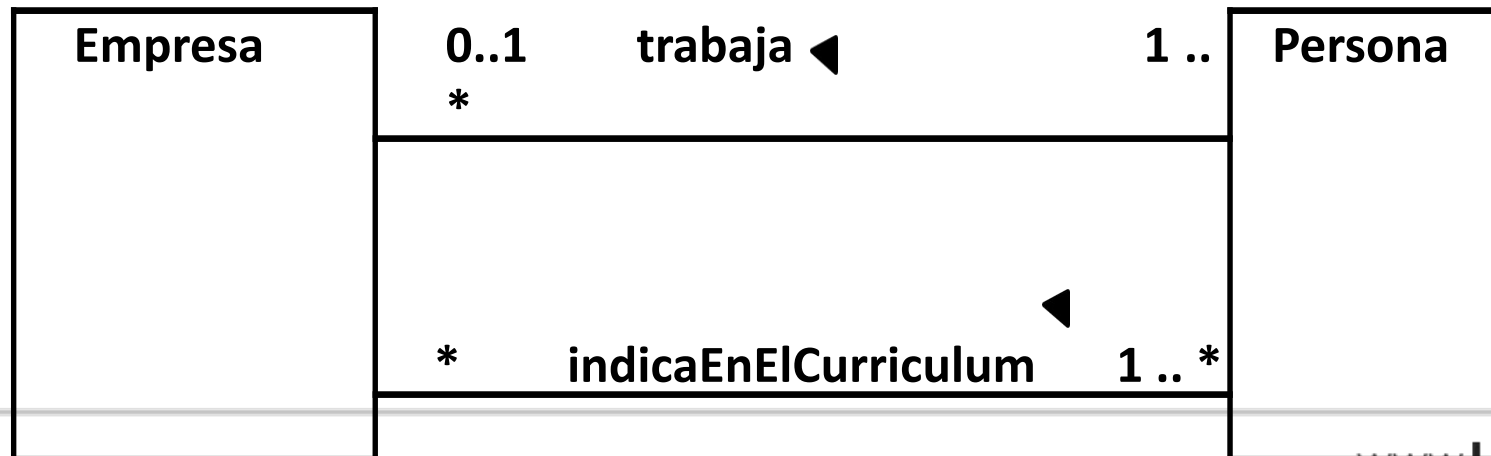 Empresa 0..1 trabaja ◀ 1 .. Persona
*
* indicaEnElCurriculum 1 .. *